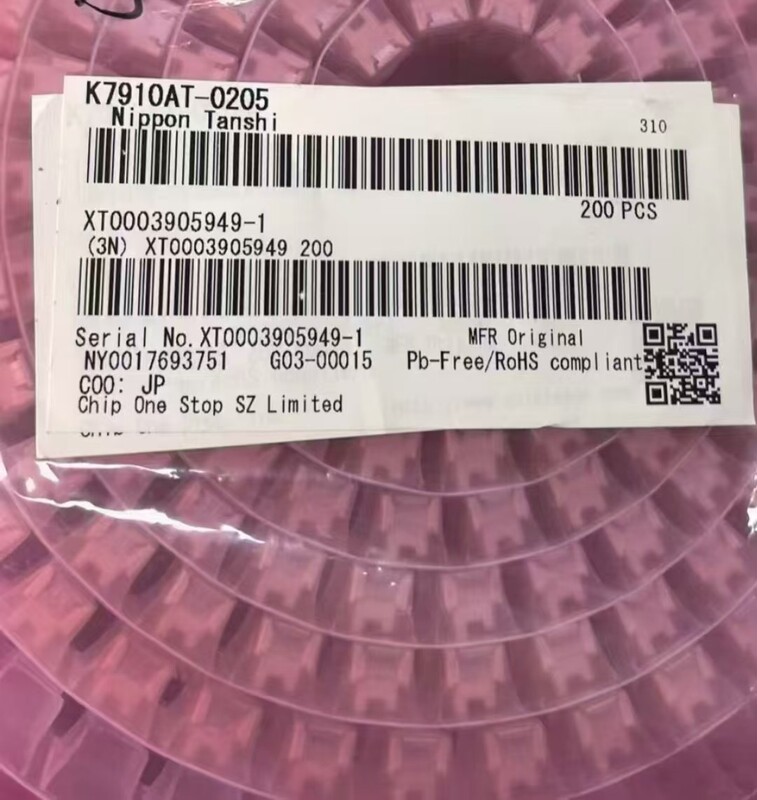 K7910AT-0205
Nippon Tanshi
310
200 PCS
XT0003905949-1
(3N) XT0003905949 200
Serial No. XT0003905949-1
MFR Original
NY0017693751 G03-00015 Pb-Free/RoHS compliant
COO: JP
Chip One Stop SZ Limited